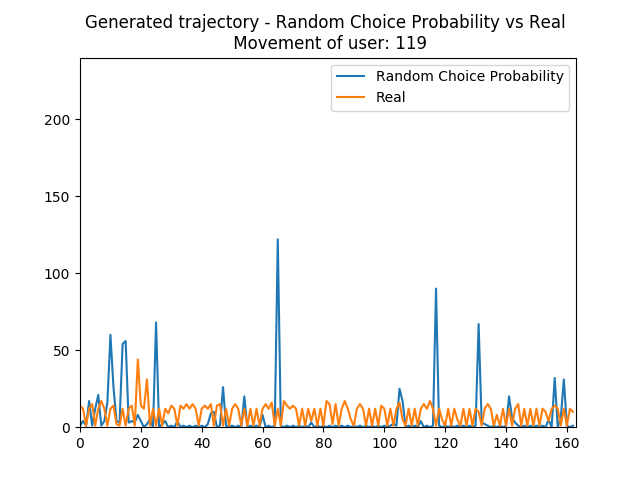 Generated trajectory - Random Choice Probability vs Real
Movement of user: 119
Random Choice Probability
Real
200
150
100
50
0
0 20 40 60 80 100 120 140 160